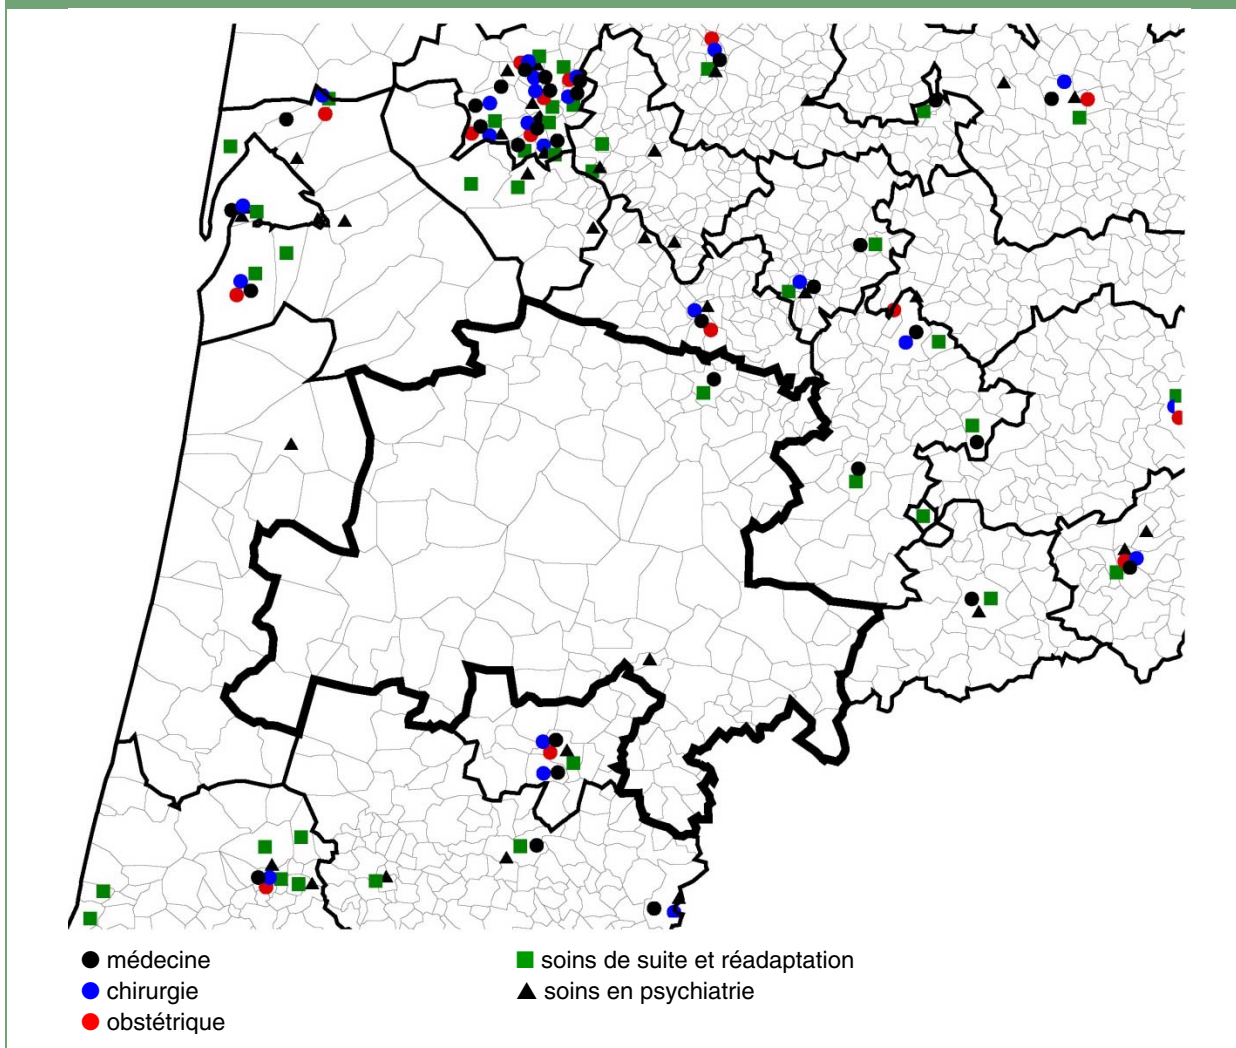 médecine
chirurgie
obstétrique
soins de suite et réadaptation
soins en psychiatrie